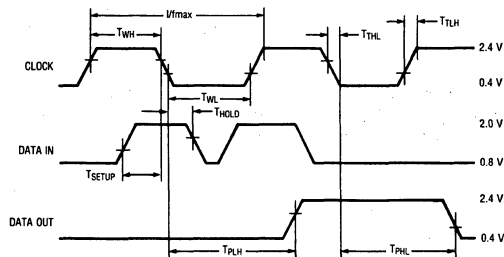 l/fmax
TWH
TTHL
TTLH
CLOCK
2.4 V
0.4 V
TWL
THOLD
DATA IN
2.0 V
0.8 V
TSETUP
DATA OUT
2.4 V
0.4 V
TPLH
TPHL